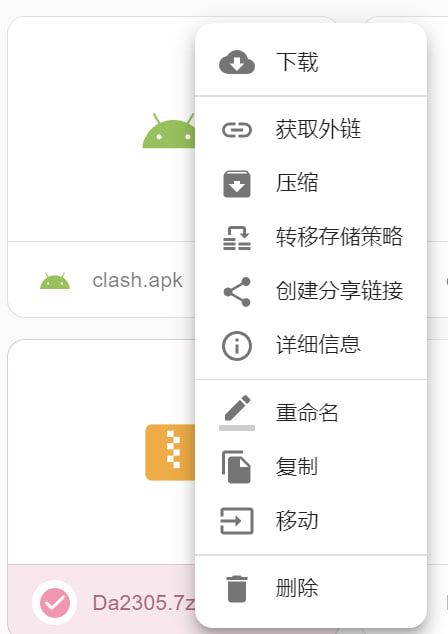 下载
获取外链
压缩
转移存储策略
clash.apk
创建分享链接
详细信息
重命名
复制
移动
Da2305.7z
删除